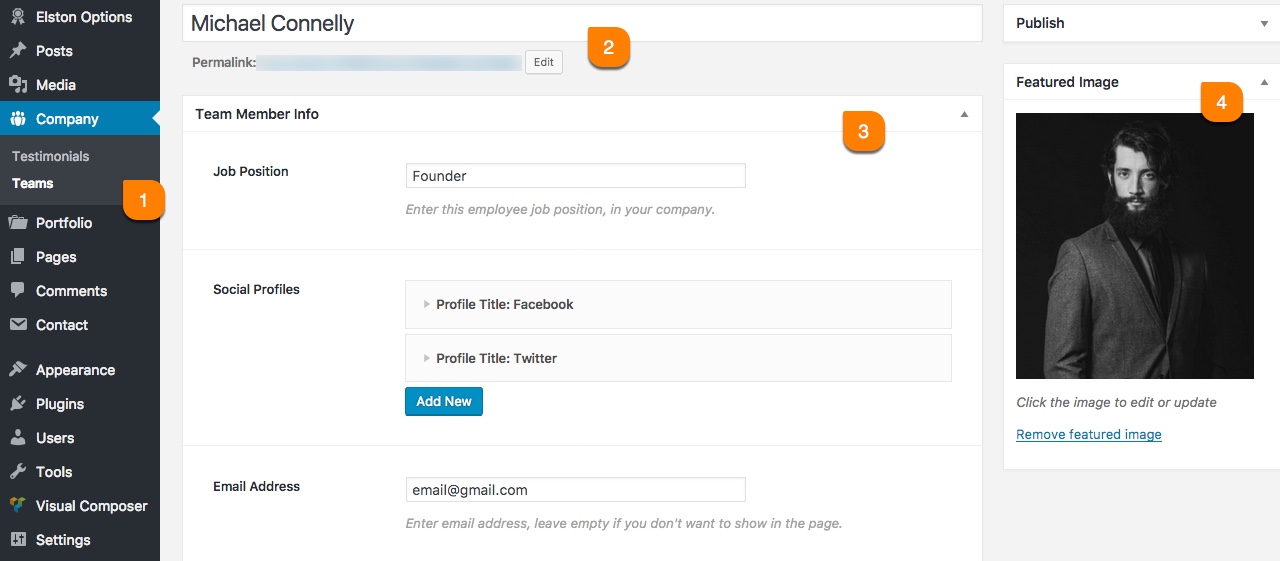 Elston Options
Posts
Media
Company
Testimonials
Teams
1
Portfolio
Pages
Comments
Contact
Appearance
Plugins
Users
Tools
Visual Composer
Settings
Michael Connelly
2
Permalink:
Edit
Team Member Info
3
Job Position
Founder
Enter this employee job position, in your company.
Social Profiles
Profile Title: Facebook
Profile Title: Twitter
Add New
Email Address
email@gmail.com
Enter email address, leave empty if you don't want to show in the page.
Publish
Featured Image
4
Click the image to edit or update
Remove featured image